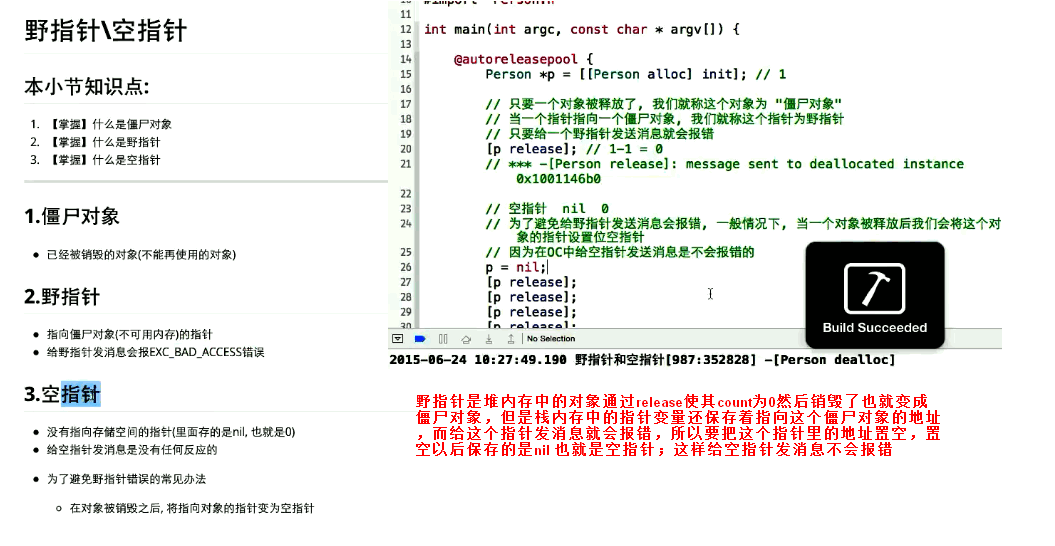 野指针\空指针
本小节知识点:
1. 【掌握】什么是僵尸对象
2. 【掌握】什么是野指针
3. 【掌握】什么是空指针
1.僵尸对象
● 已经被销毁的对象(不能再使用的对象)
2.野指针
● 指向僵尸对象(不可用内存)的指针
● 给野指针发消息会报EXC_BAD_ACCESS错误
3.空指针
● 没有指向存储空间的指针(里面存的是nil, 也就是0)
● 给空指针发消息是没有任何反应的
● 为了避免野指针错误的常见办法
○ 在对象被销毁之后, 将指向对象的指针变为空指针
11
12 int main(int argc, const char * argv[]) {
13
14 @autoreleasepool {
15 Person *p = [[Person alloc] init]; // 1
16
17 // 只要一个对象被释放了, 我们就称这个对象为 "僵尸对象"
18 // 当一个指针指向一个僵尸对象, 我们就称这个指针为野指针
19 // 只要给一个野指针发送消息就会报错
20 [p release]; // 1-1 = 0
21 // *** -[Person release]: message sent to deallocated instance
0x1001146b0
22
23 // 空指针 nil 0
24 // 为了避免给野指针发送消息会报错, 一般情况下, 当一个对象被释放后我们会将这个对
象的指针设置位空指针
25 // 因为在OC中给空指针发送消息是不会报错的
26 p = nil;
27 [p release];
28 [p release];
29 [p release];
30 [p release];
Build Succeeded
No Selection
2015-06-24 10:27:49.190 野指针和空指针[987:352828] -[Person dealloc]
野指针是堆内存中的对象通过release使其count为0然后销毁了也就变成
僵尸对象，但是栈内存中的指针变量还保存着指向这个僵尸对象的地址
，而给这个指针发消息就会报错，所以要把这个指针里的地址置空，置
空以后保存的是nil 也就是空指针；这样给空指针发消息不会报错